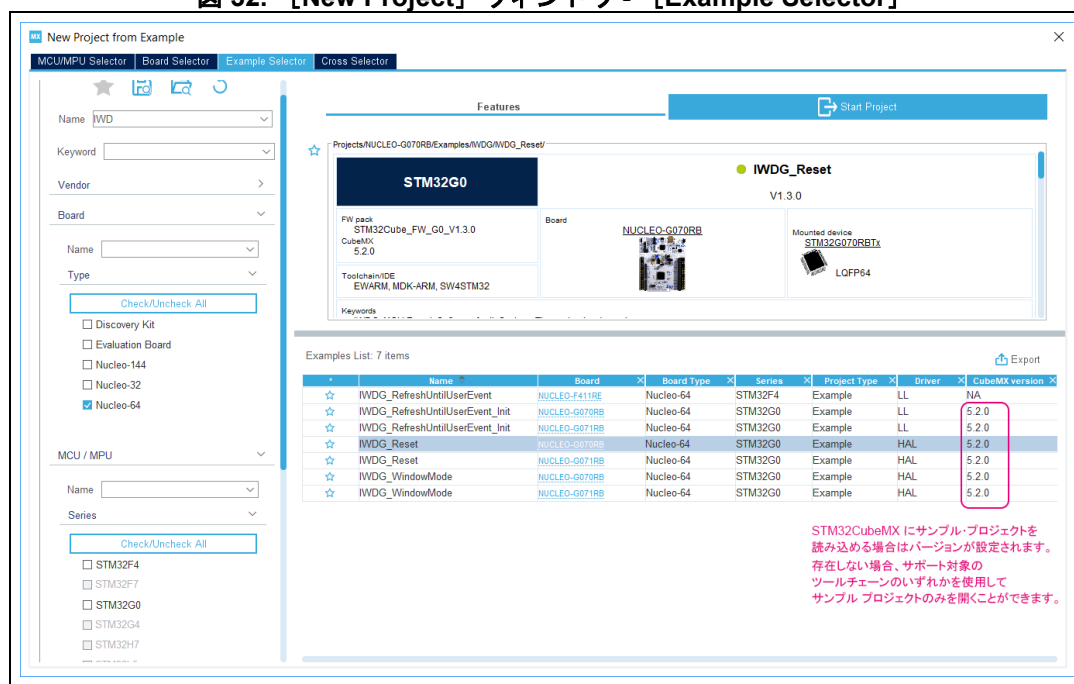 図 32. ［New Project］ ウィンドウ - ［Example Selector］
MX New Project from Example
MCU/MPU Selector Board Selector Example Selector Cross Selector
Name IWD
Keyword
Vendor
Board
Name
Type
Check/Uncheck All
Discovery Kit
Evaluation Board
Nucleo-144
Nucleo-32
Nucleo-64
MCU / MPU
Name
Series
Check/Uncheck All
STM32F4
STM32F7
STM32G0
STM32G4
STM32H7
Features
Start Project
Projects/NUCLEO-G070RB/Examples/IWDG/IWDG_Reset/
STM32G0
IWDG_Reset
V1.3.0
FW pack
STM32Cube_FW_G0_V1.3.0
CubeMX
5.2.0
Toolchain/IDE
EWARM, MDK-ARM, SW4STM32
Board
NUCLEO-G070RB
Mounted device
STM32G070RBTx
LQFP64
Keywords
Examples List: 7 items
Export
* Name Board Board Type Series Project Type Driver CubeMX version
IWDG_RefreshUntilUserEvent NUCLEO-F411RE Nucleo-64 STM32F4 Example LL NA
IWDG_RefreshUntilUserEvent_Init NUCLEO-G070RB Nucleo-64 STM32G0 Example LL 5.2.0
IWDG_RefreshUntilUserEvent_Init NUCLEO-G071RB Nucleo-64 STM32G0 Example LL 5.2.0
IWDG_Reset NUCLEO-G070RB Nucleo-64 STM32G0 Example HAL 5.2.0
IWDG_Reset NUCLEO-G071RB Nucleo-64 STM32G0 Example HAL 5.2.0
IWDG_WindowMode NUCLEO-G070RB Nucleo-64 STM32G0 Example HAL 5.2.0
IWDG_WindowMode NUCLEO-G071RB Nucleo-64 STM32G0 Example HAL 5.2.0
STM32CubeMX にサンプル・プロジェクトを
読み込める場合はバージョンが設定されます。
存在しない場合、サポート対象の
ツールチェーンのいずれかを使用して
サンプル プロジェクトのみを開くことができます。